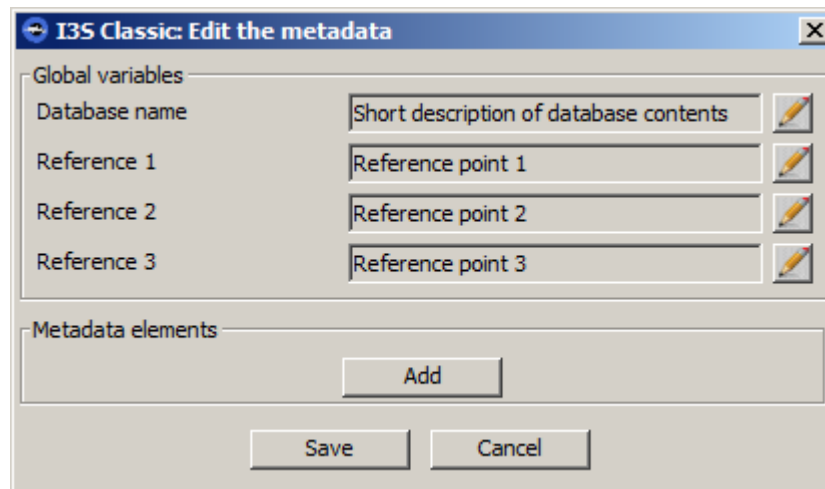 I3S Classic: Edit the metadata
Global variables
Database name Short description of database contents
Reference 1 Reference point 1
Reference 2 Reference point 2
Reference 3 Reference point 3
Metadata elements
Add
Save Cancel